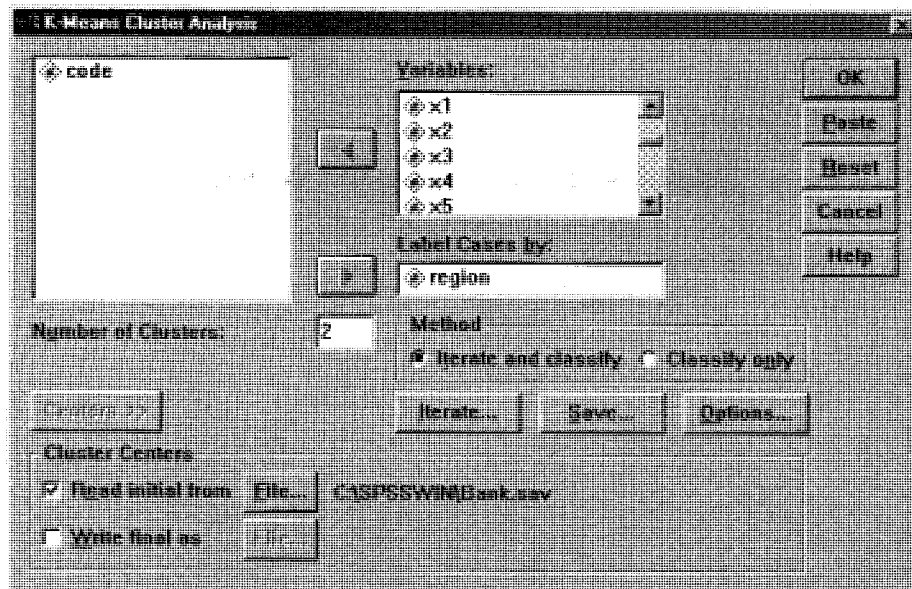 K-Means Cluster Analysis
code
Variables:
x1
x2
x3
x4
x5
Label Cases by:
region
OK
Paste
Reset
Cancel
Help
Number of Clusters:
2
Method
Iterate and classify
Classify only
Centers >>
Iterate...
Save...
Options...
Cluster Centers
Read initial from
File...
C:\SPSSWIN\Bank.sav
Write final as
File...